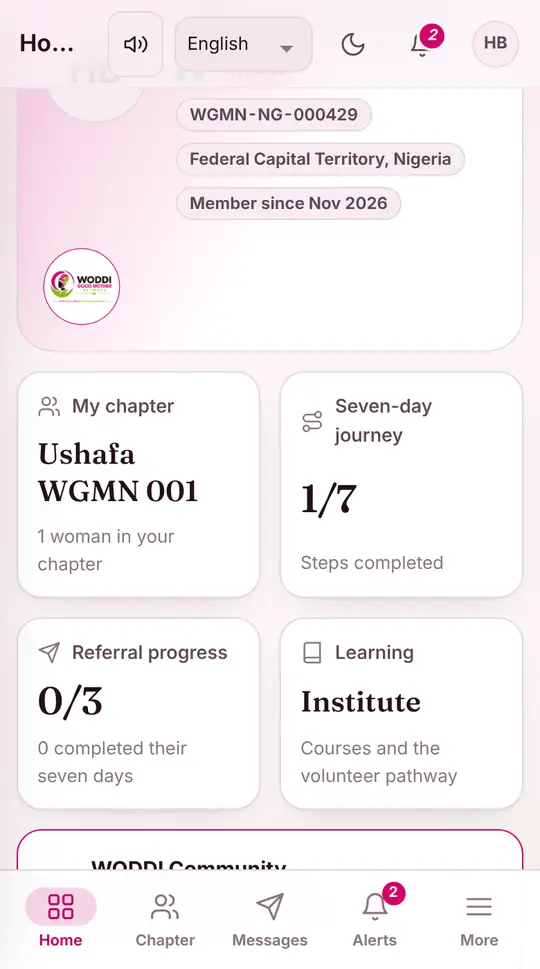 Ho...
English
2
HB
WGMN-NG-000429
Federal Capital Territory, Nigeria
Member since Nov 2026
WODDI
GOOD MOTHER
My chapter
Ushafa
WGMN 001
1 woman in your
chapter
Seven-day
journey
1/7
Steps completed
Referral progress
0/3
0 completed their
seven days
Learning
Institute
Courses and the
volunteer pathway
WODDI Community
2
Home
Chapter
Messages
Alerts
More